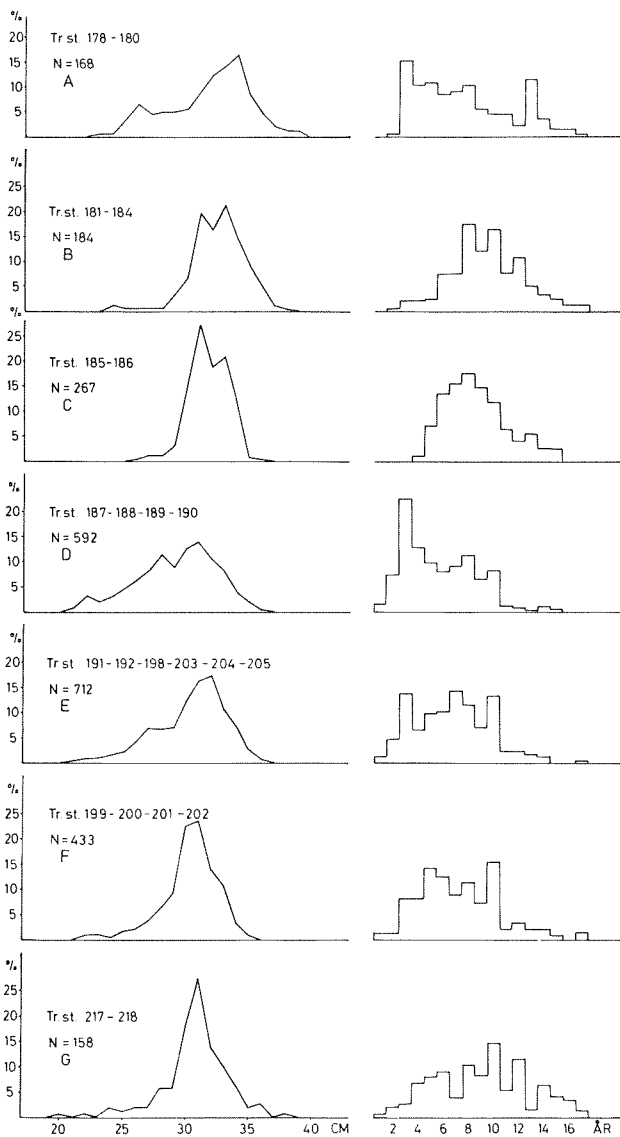 %
20
15
10
5
Tr. st. 178 - 180
N = 168
A
%
25
20
15
10
5
Tr. st. 181 - 184
N = 184
B
%
25
20
15
10
5
Tr. st. 185-186
N = 267
C
%
20
15
10
5
Tr. st. 187- 188-189 -190
N = 592
D
%
20
15
10
5
Tr. st. 191 -192 -198-203 -204 -205
N = 712
E
%
25
20
15
10
5
Tr. st. 199 - 200 -201 -202
N = 433
F
%
25
20
15
10
5
Tr. st. 217 - 218
N = 158
G
20 25 30 35 40 CM 2 4 6 8 10 12 14 16 ÅR